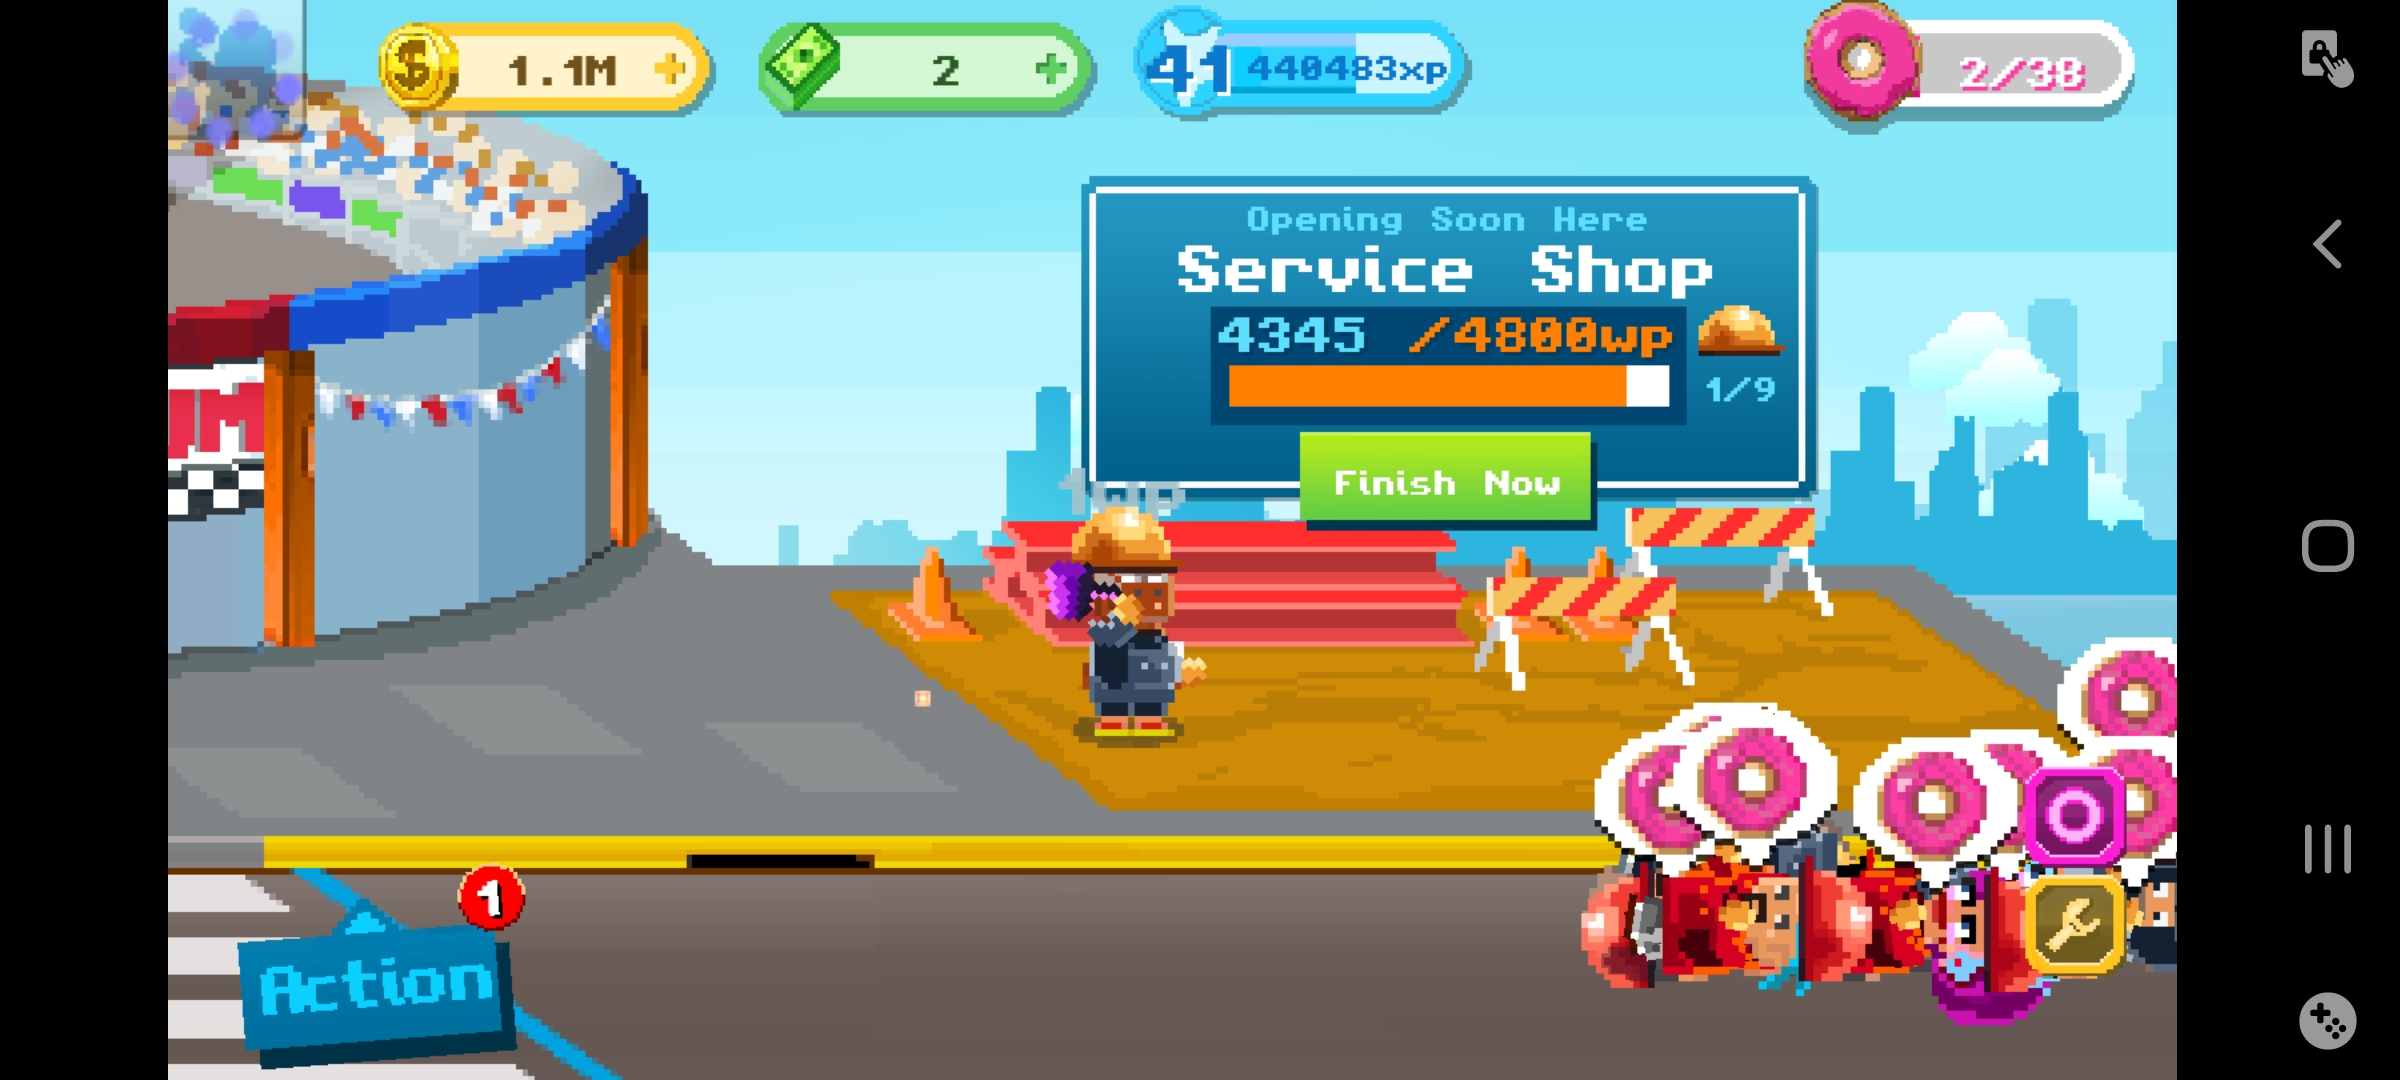 1.1M
2
41
440483xp
2/38
Opening Soon Here
Service Shop
4345 /4800wp
1/9
Finish Now
1wp
1
Action